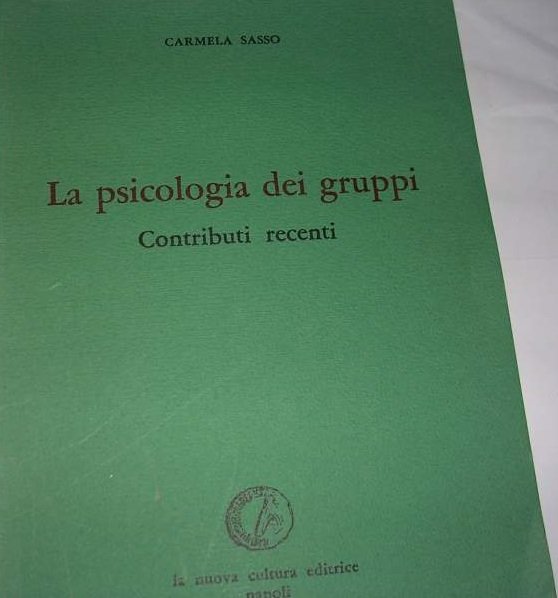 CARMELA SASSO
La psicologia dei gruppi
Contributi recenti
la nuova cultura editrice
napoli